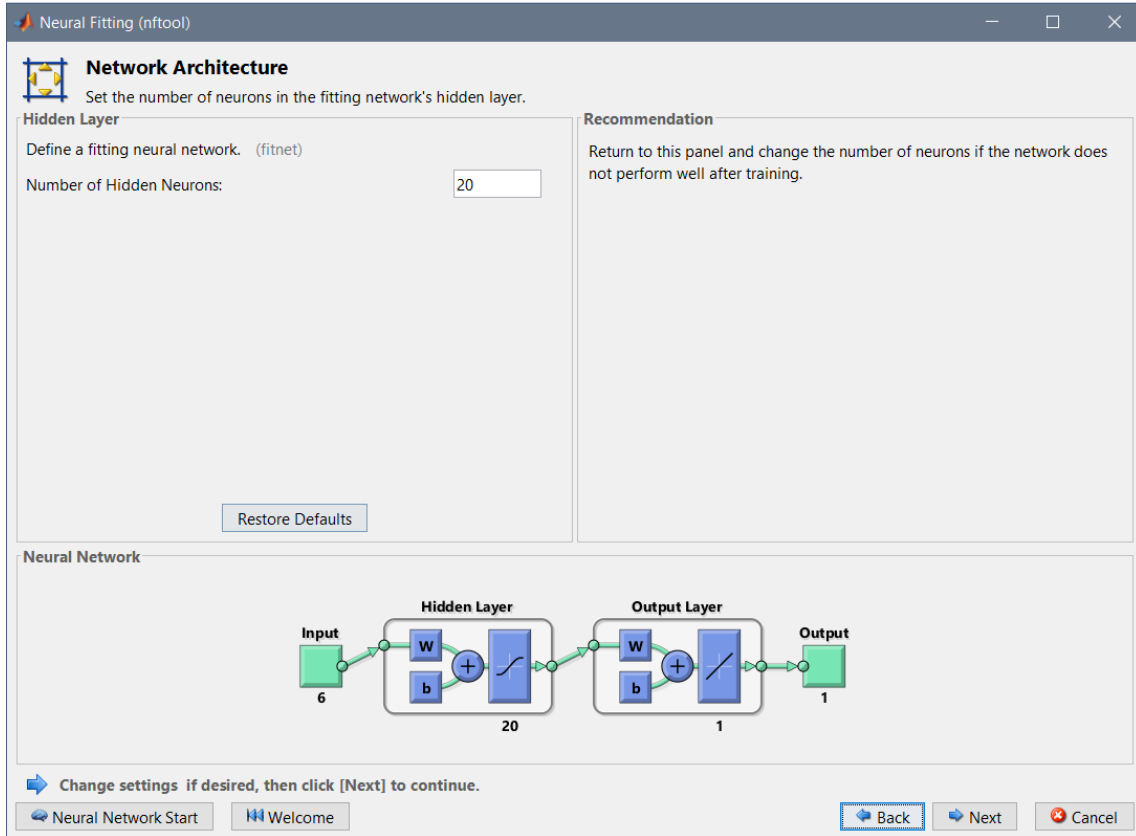 Neural Fitting (nftool)
Network Architecture
Set the number of neurons in the fitting network's hidden layer.
Hidden Layer
Define a fitting neural network. (fitnet)
Number of Hidden Neurons: 20
Restore Defaults
Recommendation
Return to this panel and change the number of neurons if the network does
not perform well after training.
Neural Network
Hidden Layer
Output Layer
Input
Output
W
b
+
W
b
+
6
20
1
1
Change settings if desired, then click [Next] to continue.
Neural Network Start
Welcome
Back
Next
Cancel